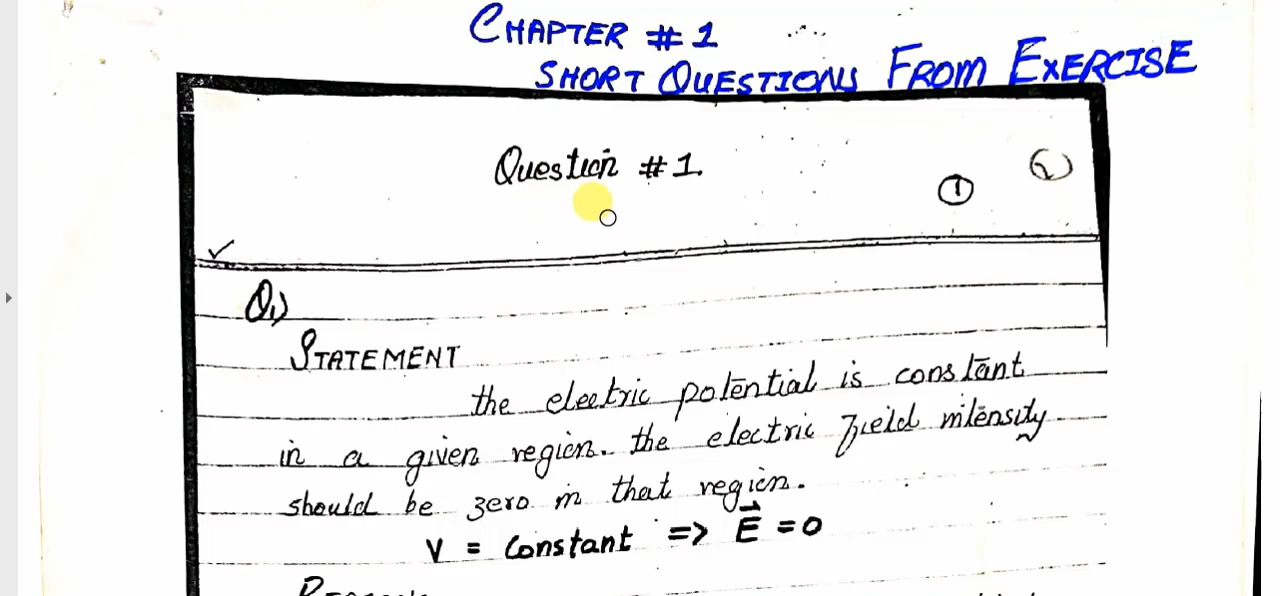 CHAPTER # 1
SHORT QUESTIONS FROM EXERCISE
Question #1.
1
Q1)
STATEMENT
the electric potential is constant
in a given region. the electric field intensity
should be zero in that region.
V = Constant => E⃗ = 0